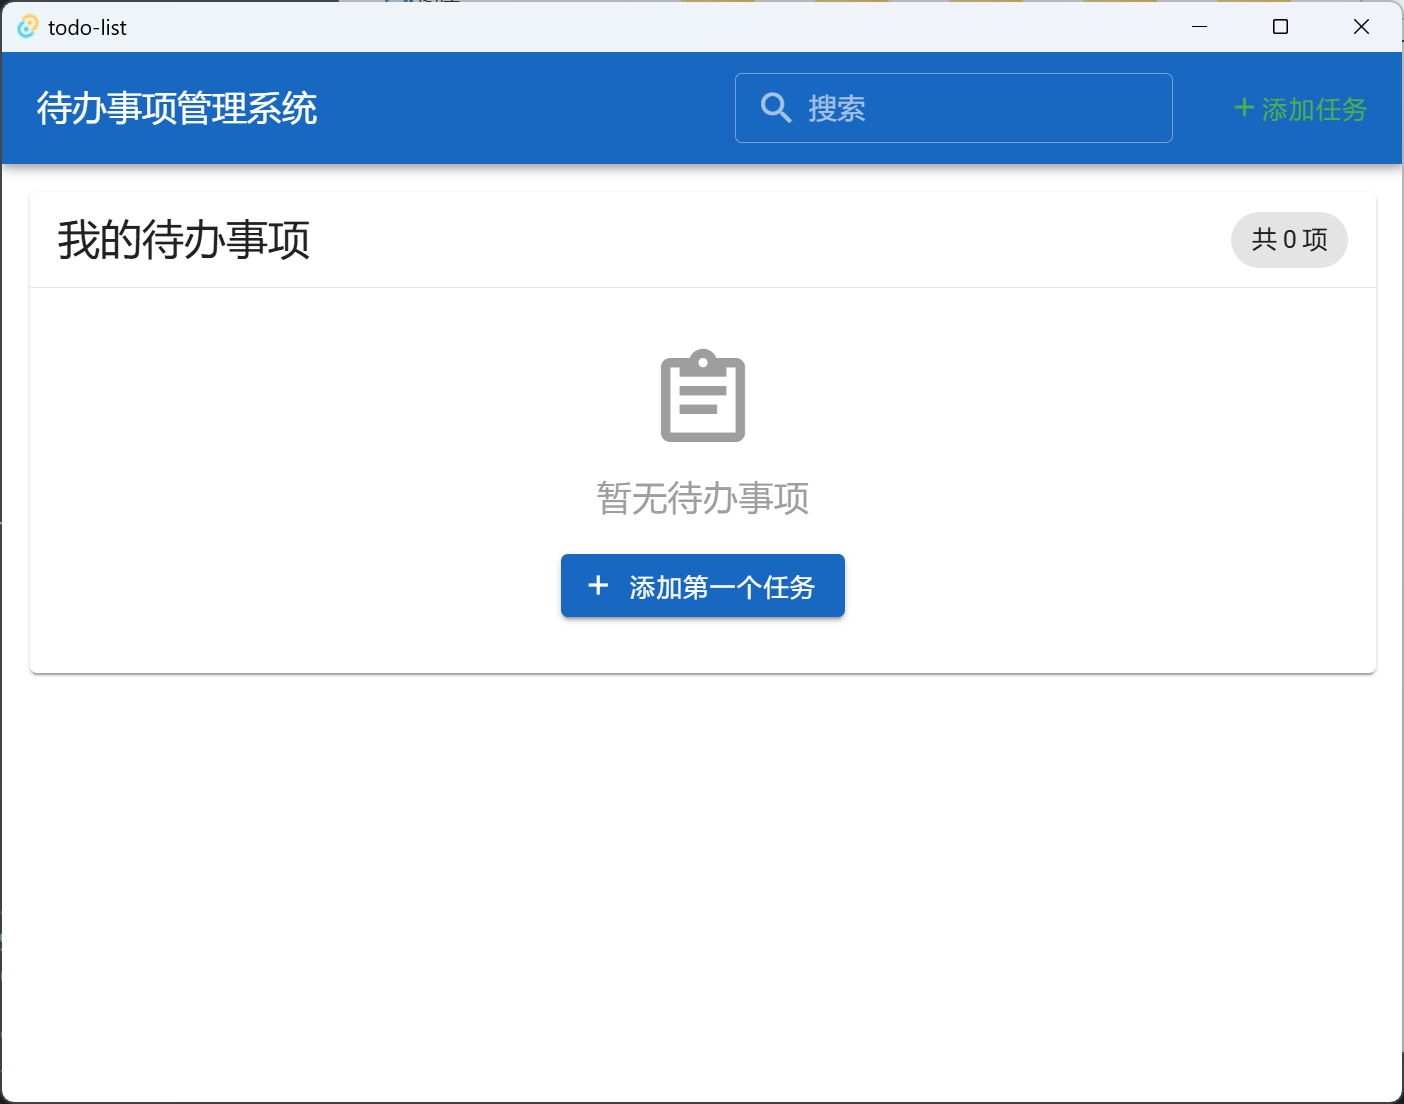 todo-list
待办事项管理系统
搜索
+ 添加任务
我的待办事项
共 0 项
暂无待办事项
+ 添加第一个任务